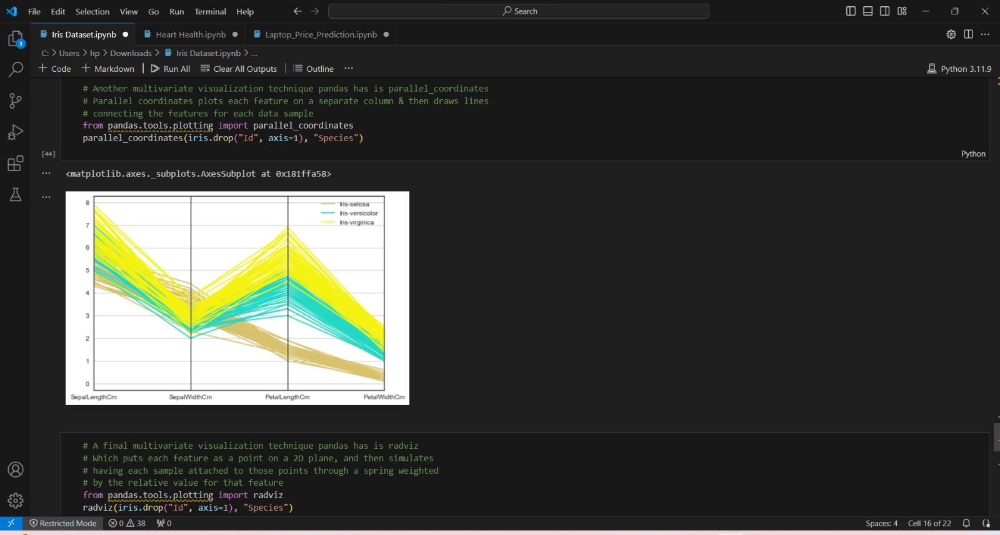 File Edit Selection View Go Run Terminal Help
Search
Iris Dataset.ipynb
Heart Health.ipynb
Laptop_Price_Prediction.ipynb
3
C: > Users > hp > Downloads > Iris Dataset.ipynb > ...
+ Code + Markdown | Run All Clear All Outputs | Outline ...
Python 3.11.9
# Another multivariate visualization technique pandas has is parallel_coordinates
# Parallel coordinates plots each feature on a separate column & then draws lines
# connecting the features for each data sample
from pandas.tools.plotting import parallel_coordinates
parallel_coordinates(iris.drop("Id", axis=1), "Species")
[44]
Python
<matplotlib.axes._subplots.AxesSubplot at 0x181ffa58>
Iris-setosa
Iris-versicolor
Iris-virginica
8
7
6
5
4
3
2
1
0
SepalLengthCm SepalWidthCm PetalLengthCm PetalWidthCm
# A final multivariate visualization technique pandas has is radviz
# Which puts each feature as a point on a 2D plane, and then simulates
# having each sample attached to those points through a spring weighted
# by the relative value for that feature
from pandas.tools.plotting import radviz
radviz(iris.drop("Id", axis=1), "Species")
Restricted Mode 0 38 0
Spaces: 4 Cell 16 of 22